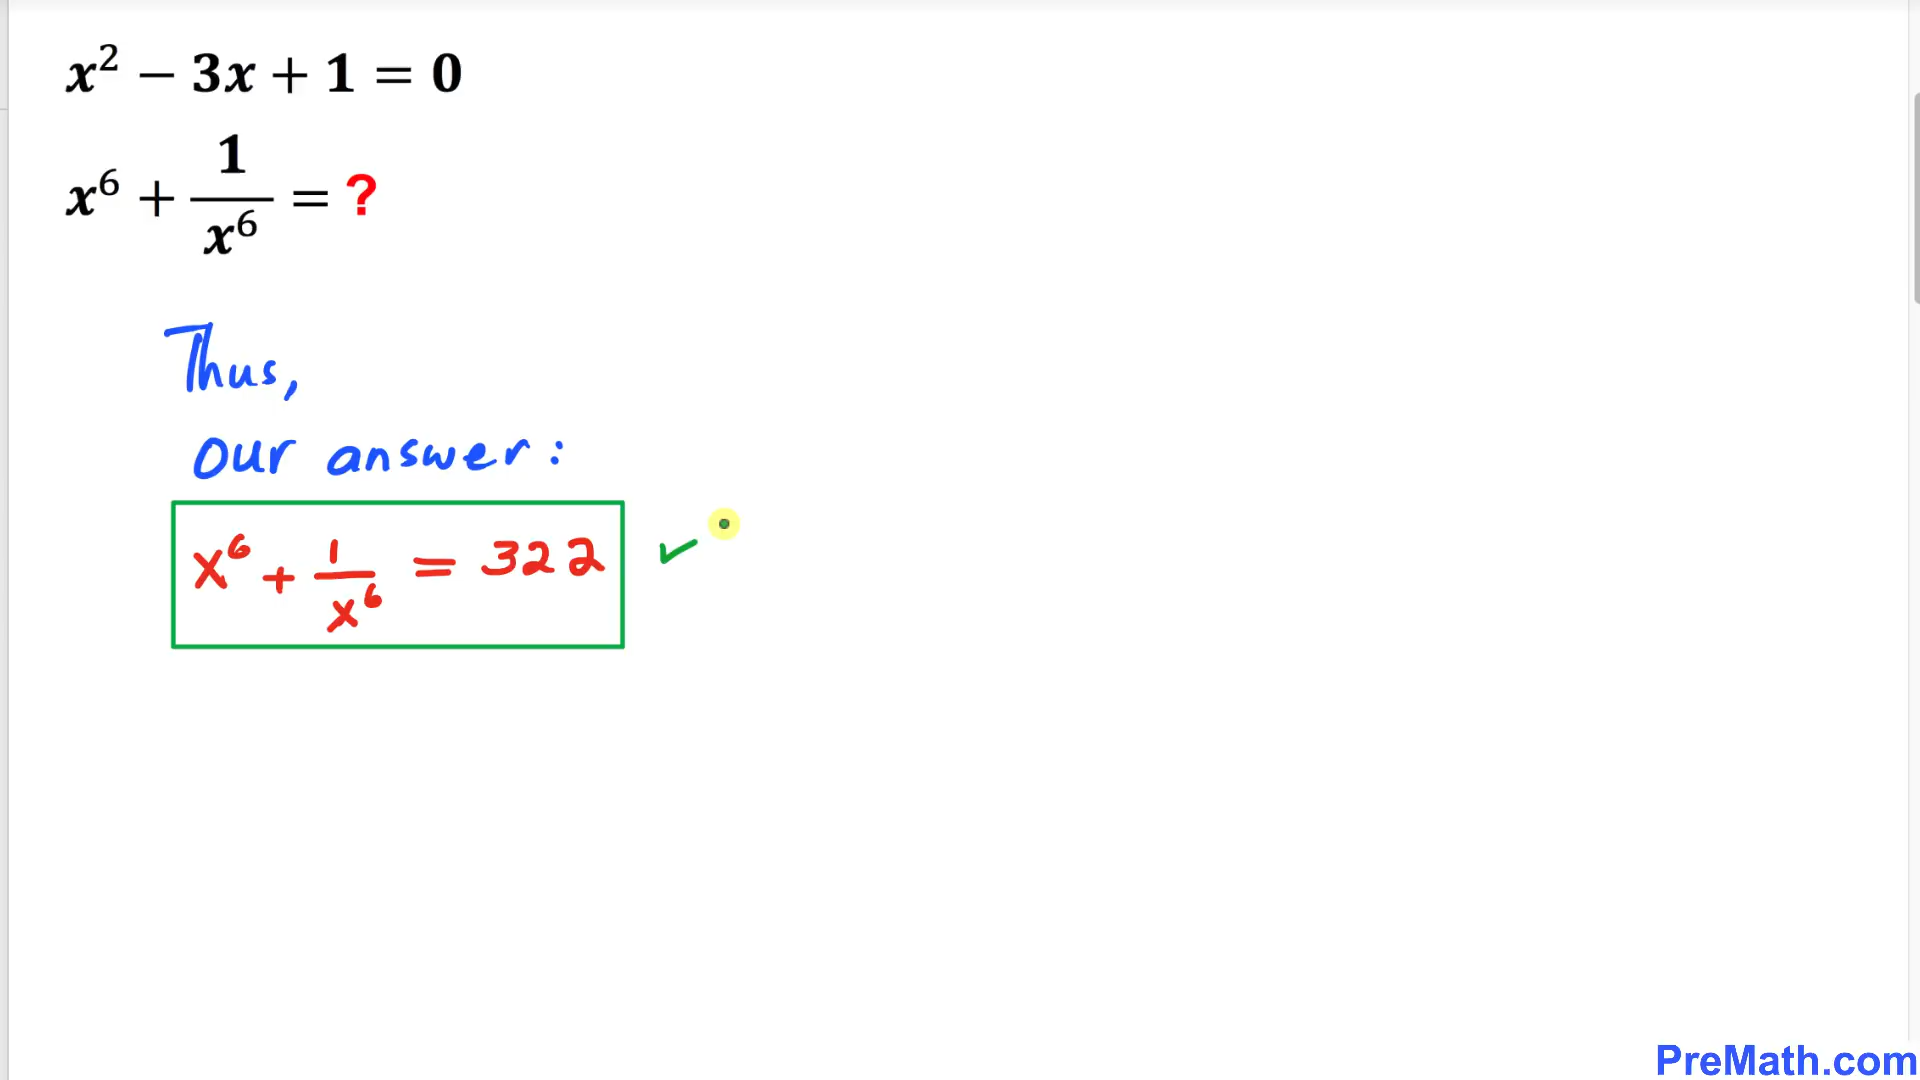 x² − 3x + 1 = 0
x⁶ + 1/x⁶ = ?
Thus,
our answer:
x⁶ + 1/x⁶ = 322 ✓
PreMath.com